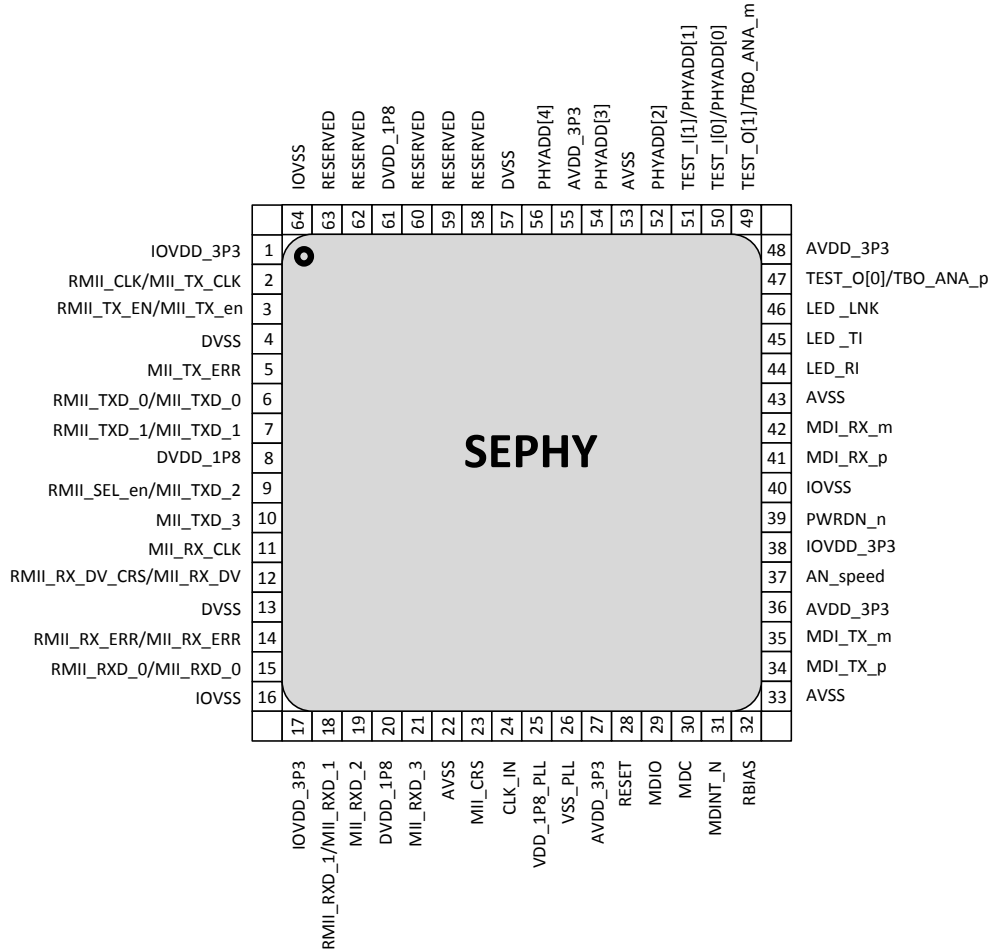 TEST_O[1]/TBO_ANA_m
TEST_I[0]/PHYADD[0]
TEST_I[1]/PHYADD[1]
PHYADD[2]
AVSS
PHYADD[3]
AVDD_3P3
PHYADD[4]
DVSS
RESERVED
RESERVED
RESERVED
DVDD_1P8
RESERVED
RESERVED
IOVSS
64 63 62 61 60 59 58 57 56 55 54 53 52 51 50 49
IOVDD_3P3 1
RMII_CLK/MII_TX_CLK 2
RMII_TX_EN/MII_TX_en 3
DVSS 4
MII_TX_ERR 5
RMII_TXD_0/MII_TXD_0 6
RMII_TXD_1/MII_TXD_1 7
DVDD_1P8 8
RMII_SEL_en/MII_TXD_2 9
MII_TXD_3 10
MII_RX_CLK 11
RMII_RX_DV_CRS/MII_RX_DV 12
DVSS 13
RMII_RX_ERR/MII_RX_ERR 14
RMII_RXD_0/MII_RXD_0 15
IOVSS 16
SEPHY
48 AVDD_3P3
47 TEST_O[0]/TBO_ANA_p
46 LED _LNK
45 LED _TI
44 LED_RI
43 AVSS
42 MDI_RX_m
41 MDI_RX_p
40 IOVSS
39 PWRDN_n
38 IOVDD_3P3
37 AN_speed
36 AVDD_3P3
35 MDI_TX_m
34 MDI_TX_p
33 AVSS
17 18 19 20 21 22 23 24 25 26 27 28 29 30 31 32
IOVDD_3P3
RMII_RXD_1/MII_RXD_1
MII_RXD_2
DVDD_1P8
MII_RXD_3
AVSS
MII_CRS
CLK_IN
VDD_1P8_PLL
VSS_PLL
AVDD_3P3
RESET
MDIO
MDC
MDINT_N
RBIAS